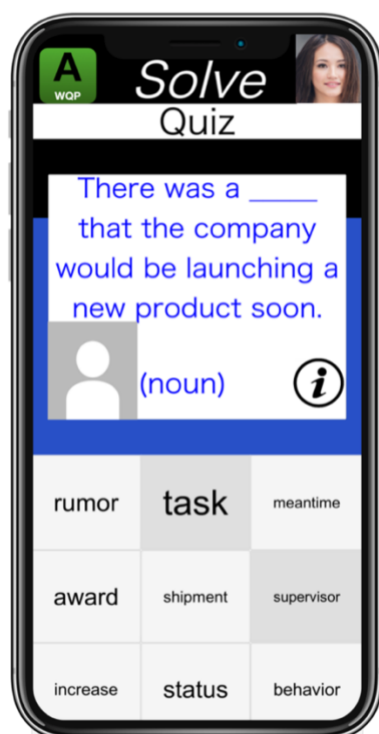 A
WQP
Solve
Quiz
There was a _____
that the company
would be launching a
new product soon.
(noun)
i
rumor task meantime
award shipment supervisor
increase status behavior